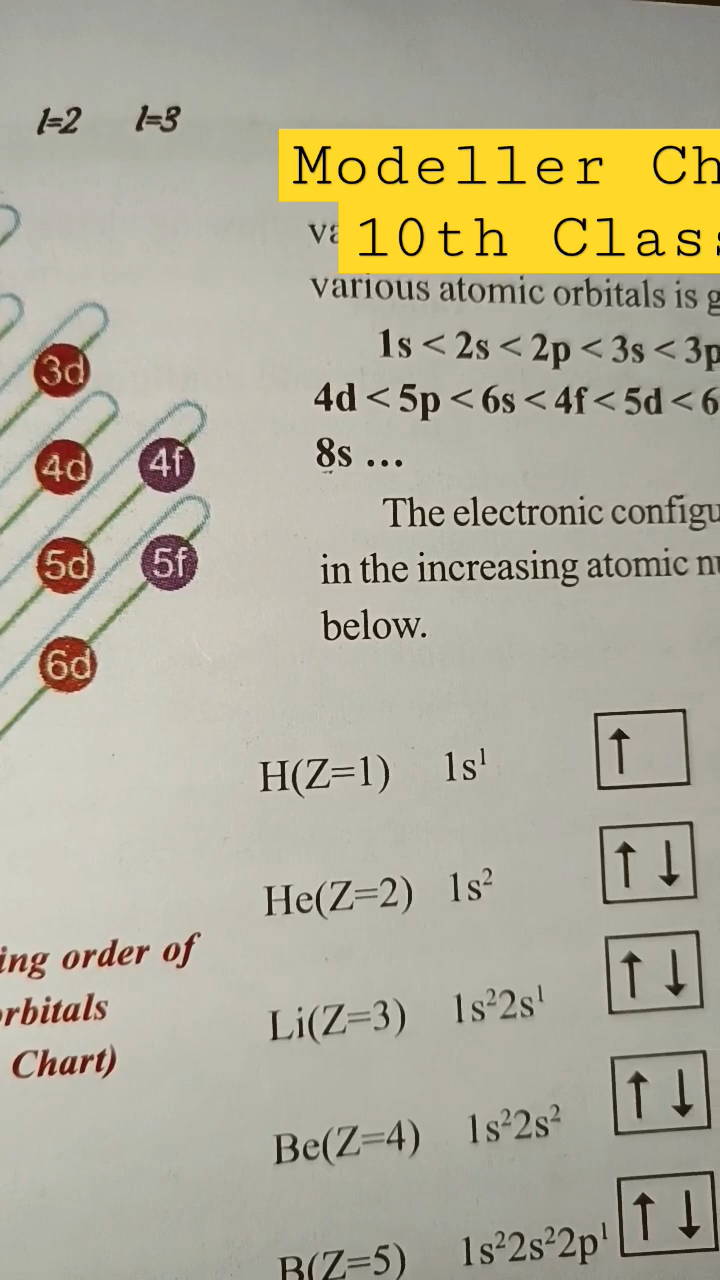 l=2 l=3
Modeller Ch
10th Clas
various atomic orbitals is g
1s < 2s < 2p < 3s < 3p
4d < 5p < 6s < 4f < 5d < 6
8s ...
3d
4d 4f
5d 5f
6d
The electronic configu
in the increasing atomic nu
below.
H(Z=1) 1s¹ ↑
He(Z=2) 1s² ↑ ↓
Li(Z=3) 1s²2s¹ ↑ ↓
Be(Z=4) 1s²2s² ↑ ↓
B(Z=5) 1s²2s²2p¹ ↑ ↓
ing order of
orbitals
Chart)